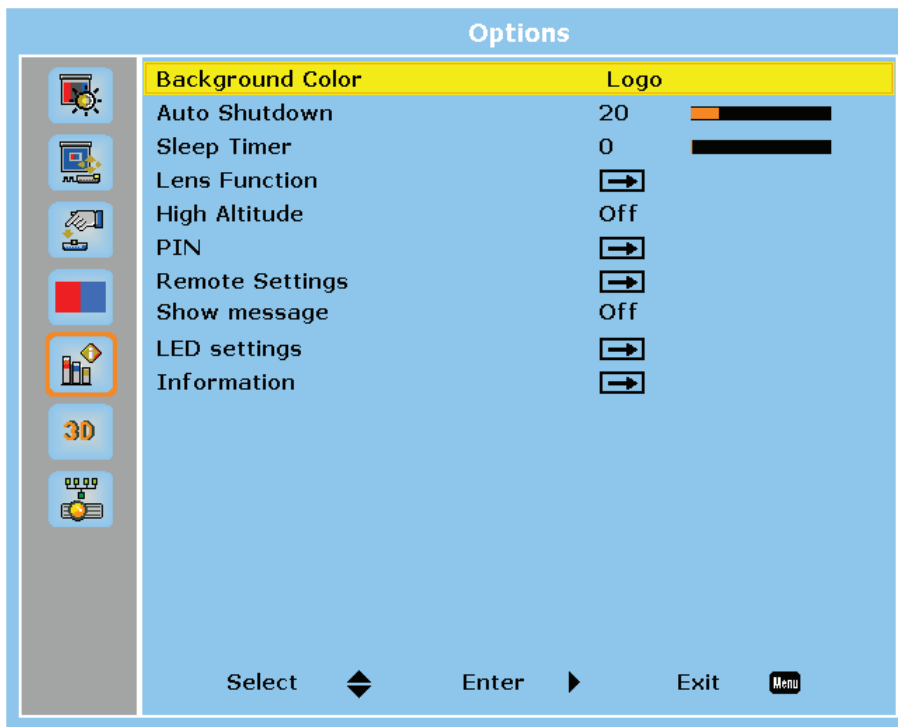 Options
Background Color Logo
Auto Shutdown 20
Sleep Timer 0
Lens Function
High Altitude Off
PIN
Remote Settings
Show message Off
LED settings
Information
3D
Select Enter Exit Menu